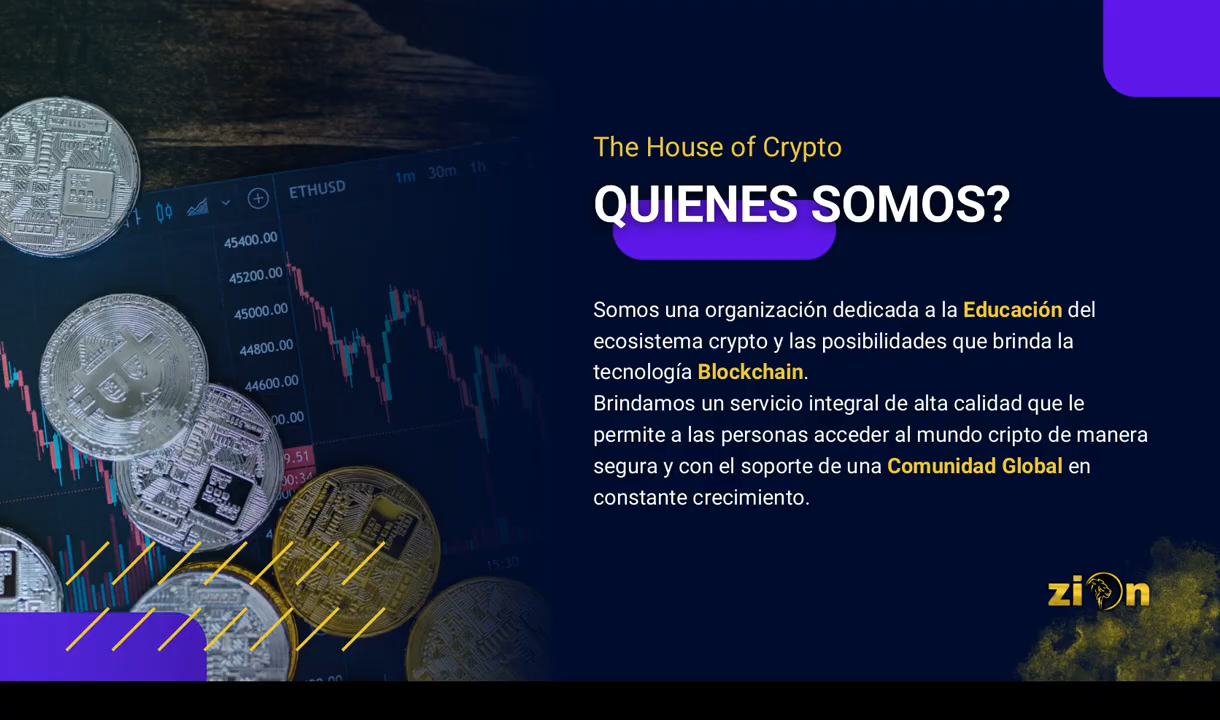 The House of Crypto
QUIENES SOMOS?
Somos una organización dedicada a la Educación del
ecosistema crypto y las posibilidades que brinda la
tecnología Blockchain.
Brindamos un servicio integral de alta calidad que le
permite a las personas acceder al mundo cripto de manera
segura y con el soporte de una Comunidad Global en
constante crecimiento.
zion
ETHUSD 1m 30m 1h
45400.00
45200.00
45000.00
44800.00
44600.00
15:30